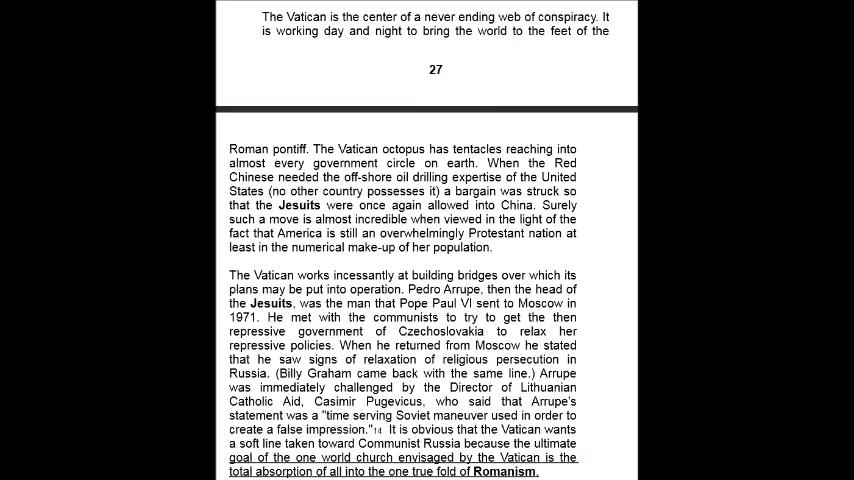 The Vatican is the center of a never ending web of conspiracy. It
is working day and night to bring the world to the feet of the
27
Roman pontiff. The Vatican octopus has tentacles reaching into
almost every government circle on earth. When the Red
Chinese needed the off-shore oil drilling expertise of the United
States (no other country possesses it) a bargain was struck so
that the Jesuits were once again allowed into China. Surely
such a move is almost incredible when viewed in the light of the
fact that America is still an overwhelmingly Protestant nation at
least in the numerical make-up of her population.
The Vatican works incessantly at building bridges over which its
plans may be put into operation. Pedro Arrupe, then the head of
the Jesuits, was the man that Pope Paul VI sent to Moscow in
1971. He met with the communists to try to get the then
repressive government of Czechoslovakia to relax her
repressive policies. When he returned from Moscow he stated
that he saw signs of relaxation of religious persecution in
Russia. (Billy Graham came back with the same line.) Arrupe
was immediately challenged by the Director of Lithuanian
Catholic Aid, Casimir Pugevicus, who said that Arrupe's
statement was a "time serving Soviet maneuver used in order to
create a false impression."14 It is obvious that the Vatican wants
a soft line taken toward Communist Russia because the ultimate
goal of the one world church envisaged by the Vatican is the
total absorption of all into the one true fold of Romanism.